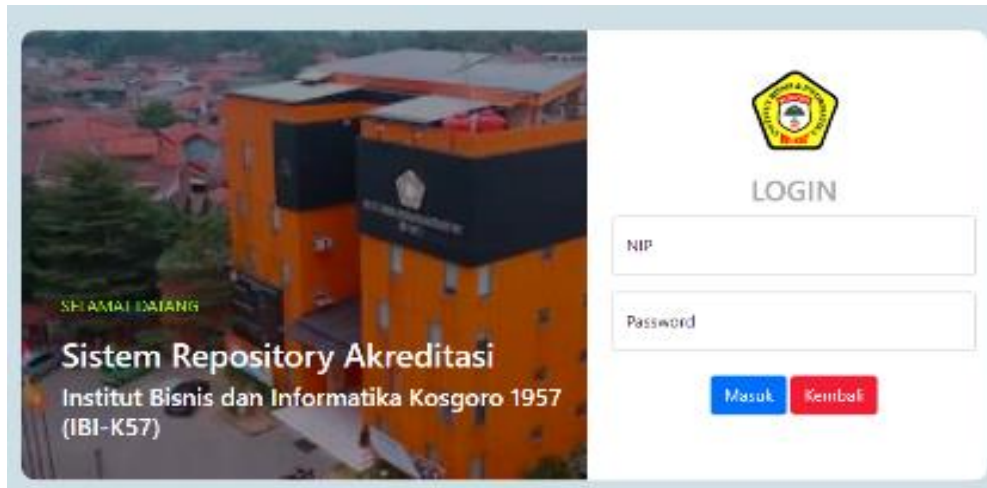 SELAMAT DATANG
Sistem Repository Akreditasi
Institut Bisnis dan Informatika Kosgoro 1957
(IBI-K57)
LOGIN
NIP
Password
Masuk Kembali